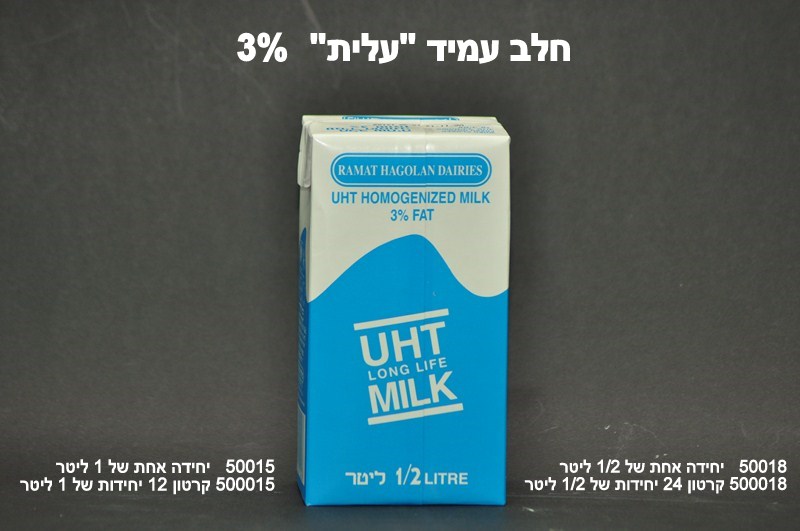 חלב עמיד "עלית" 3%
RAMAT HAGOLAN DAIRIES
UHT HOMOGENIZED MILK
3% FAT
UHT
LONG LIFE
MILK
ליטר 1/2 LITRE
50018 יחידה אחת של 1/2 ליטר
500018 קרטון 24 יחידות של 1/2 ליטר
50015 יחידה אחת של 1 ליטר
500015 קרטון 12 יחידות של 1 ליטר